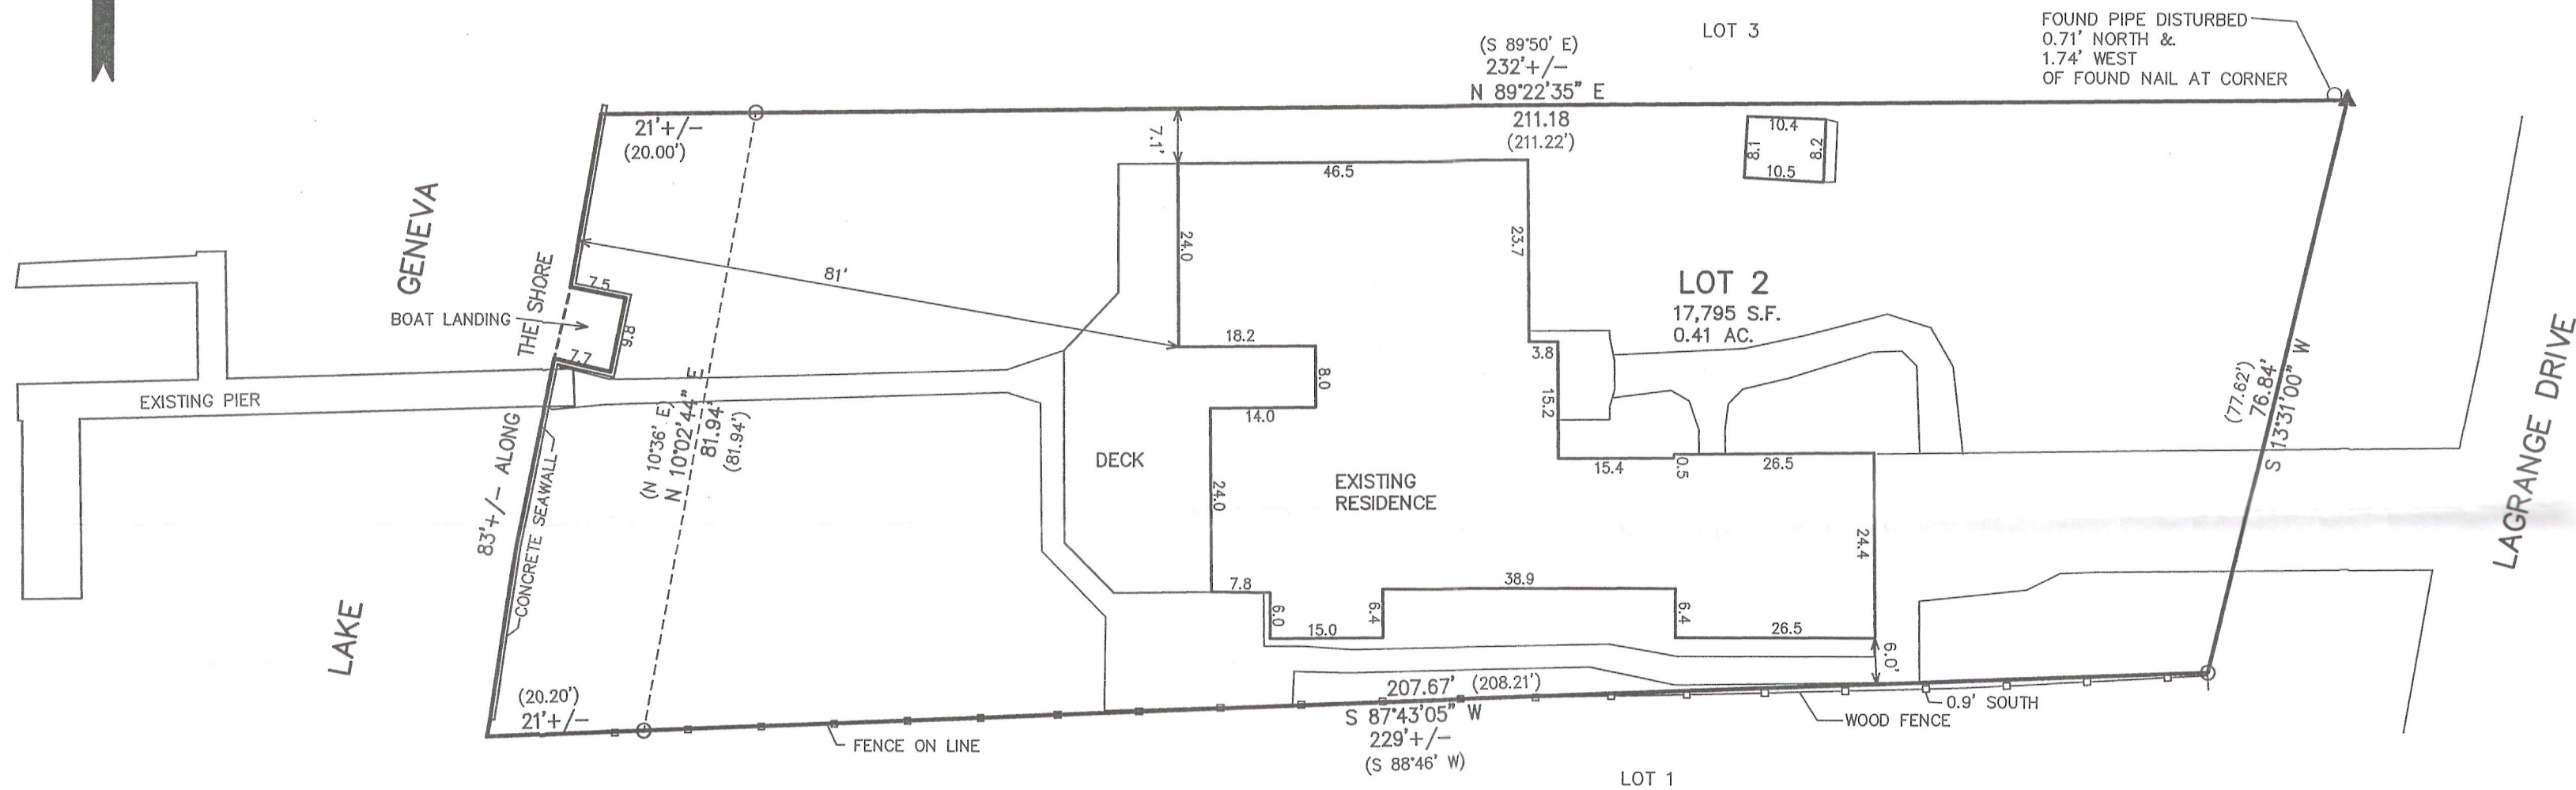 LOT 3
FOUND PIPE DISTURBED
0.71' NORTH &
1.74' WEST
OF FOUND NAIL AT CORNER
(S 89°50' E)
232'+/-
N 89°22'35" E
211.18
(211.22')
21'+/-
(20.00')
7.1'
10.4
8.1
8.2
10.5
46.5
24.0
23.7
GENEVA
THE SHORE
81'
7.5
BOAT LANDING
9.8
7.7
LOT 2
17,795 S.F.
0.41 AC.
18.2
8.0
14.0
3.8
15.2
EXISTING PIER
(N 10°36' E)
N 10°02'44" E
81.94'
(81.94')
(77.62')
76.84'
S 13°31'00" W
LAGRANGE DRIVE
83'+/- ALONG
CONCRETE SEAWALL
DECK
EXISTING
RESIDENCE
15.4
0.5
26.5
24.0
24.4
7.8
6.0
15.0
6.4
38.9
6.4
26.5
6.0'
LAKE
(20.20')
21'+/-
207.67' (208.21')
S 87°43'05" W
229'+/-
(S 88°46' W)
FENCE ON LINE
WOOD FENCE
0.9' SOUTH
LOT 1